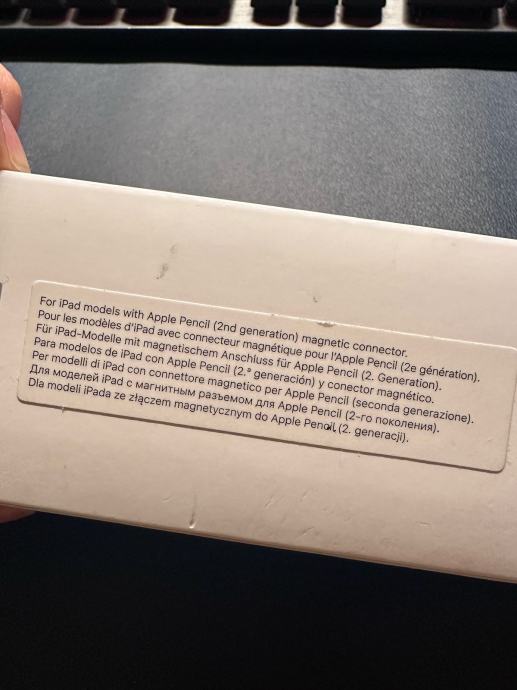 For iPad models with Apple Pencil (2nd generation) magnetic connector.
Pour les modèles d'iPad avec connecteur magnétique pour l'Apple Pencil (2e génération).
Für iPad-Modelle mit magnetischem Anschluss für Apple Pencil (2. Generation).
Para modelos de iPad con Apple Pencil (2.ª generación) y conector magnético.
Per modelli di iPad con connettore magnetico per Apple Pencil (seconda generazione).
Для моделей iPad с магнитным разъемом для Apple Pencil (2-го поколения).
Dla modeli iPada ze złączem magnetycznym do Apple Pencil (2. generacji).